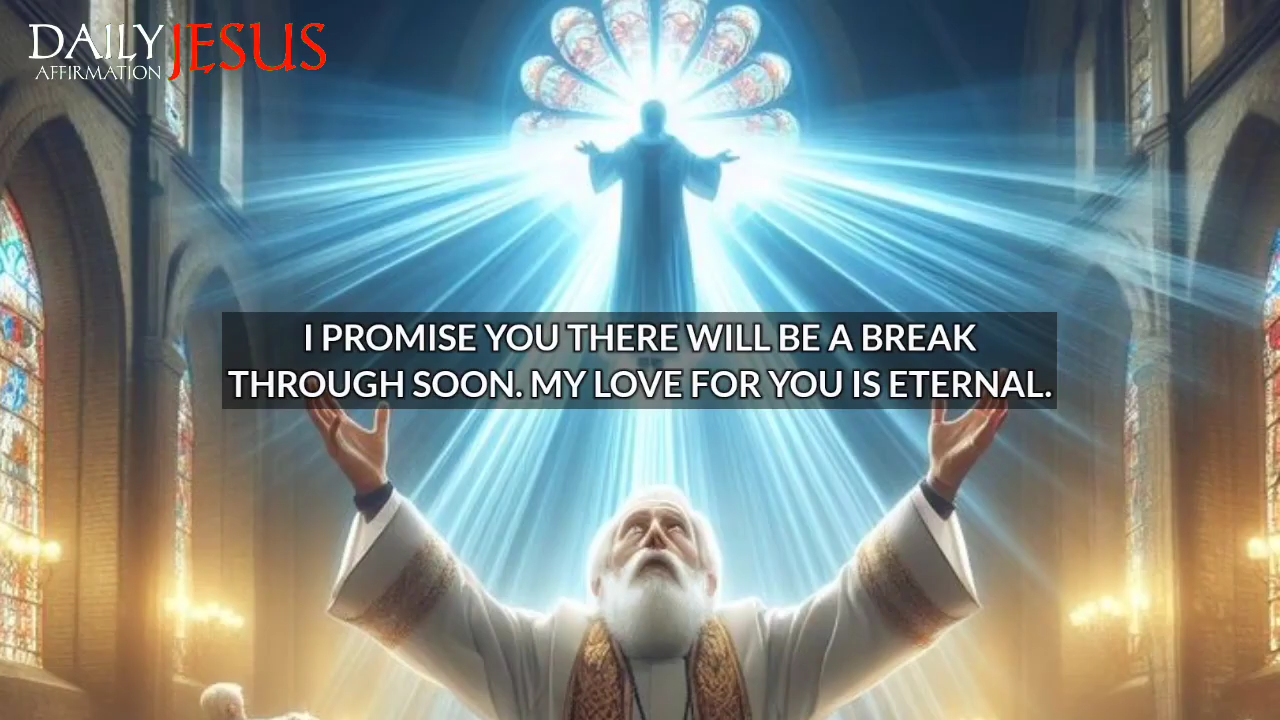 DAILY JESUS
AFFIRMATION
I PROMISE YOU THERE WILL BE A BREAK
THROUGH SOON. MY LOVE FOR YOU IS ETERNAL.